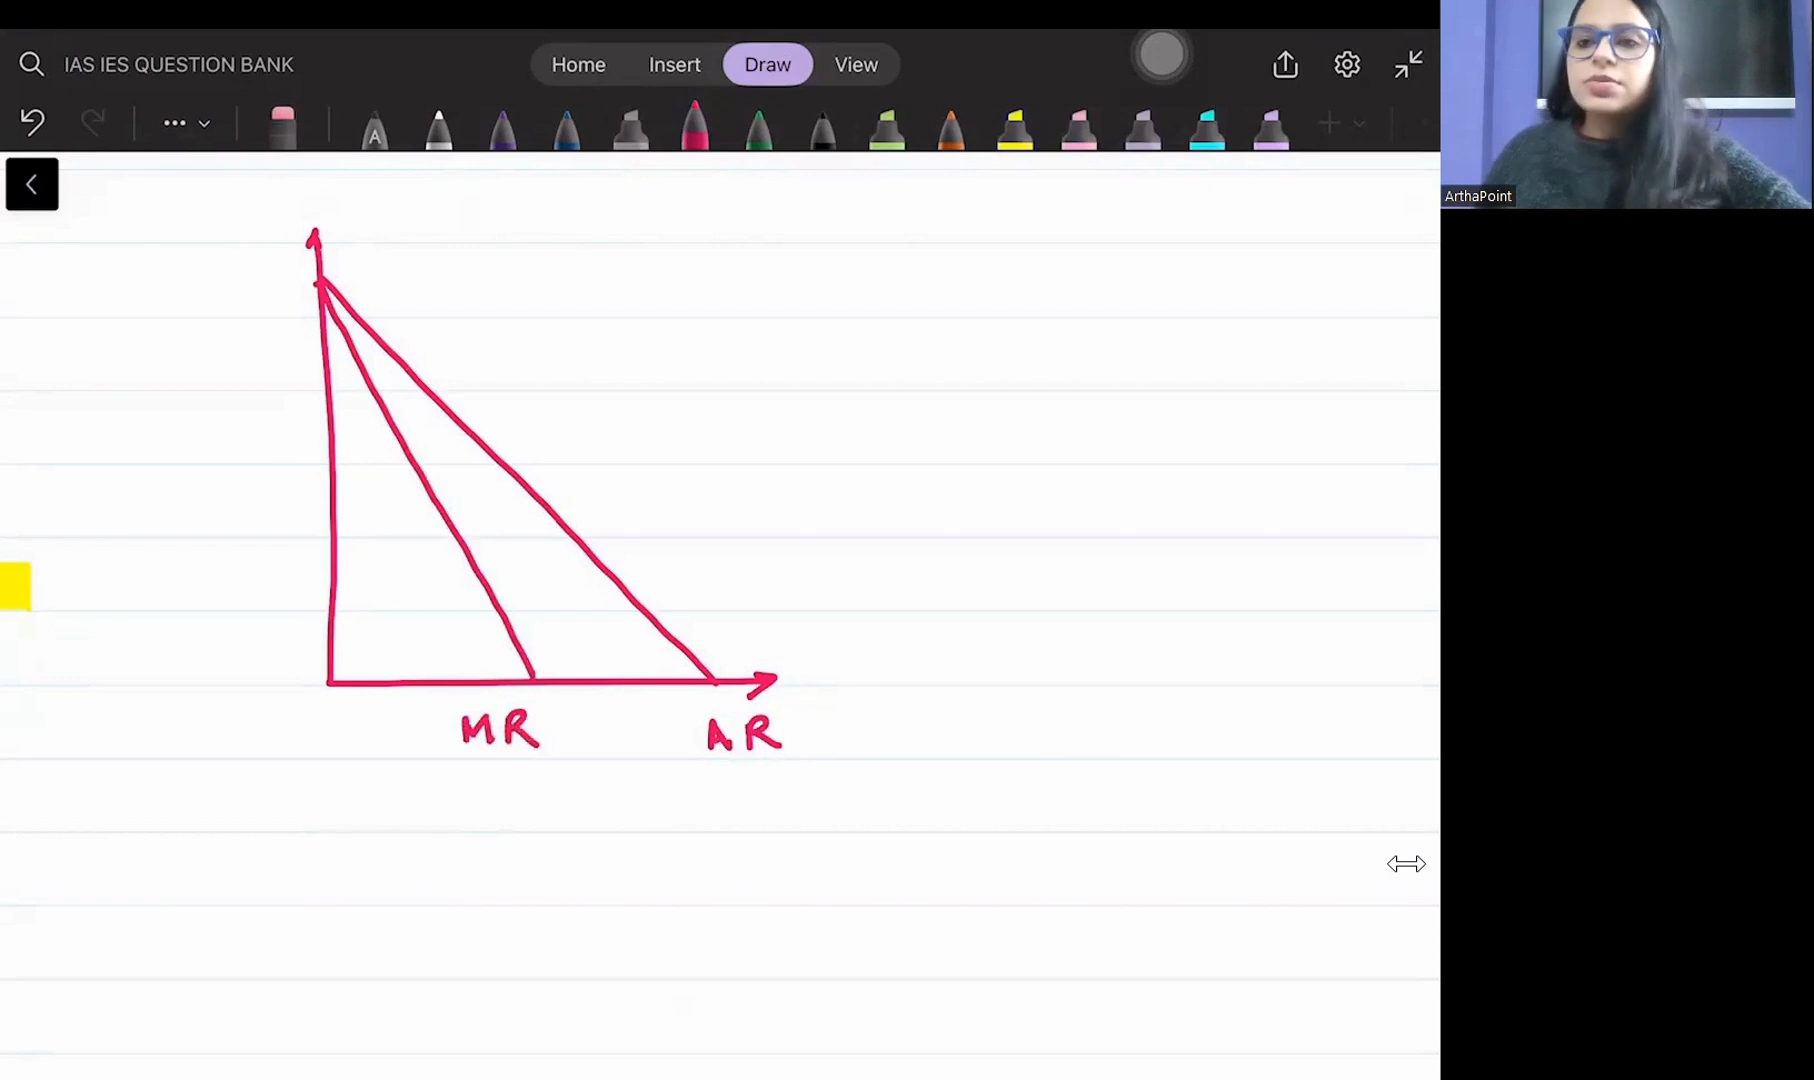 IAS IES QUESTION BANK
Home Insert Draw View
A
ArthaPoint
MR AR